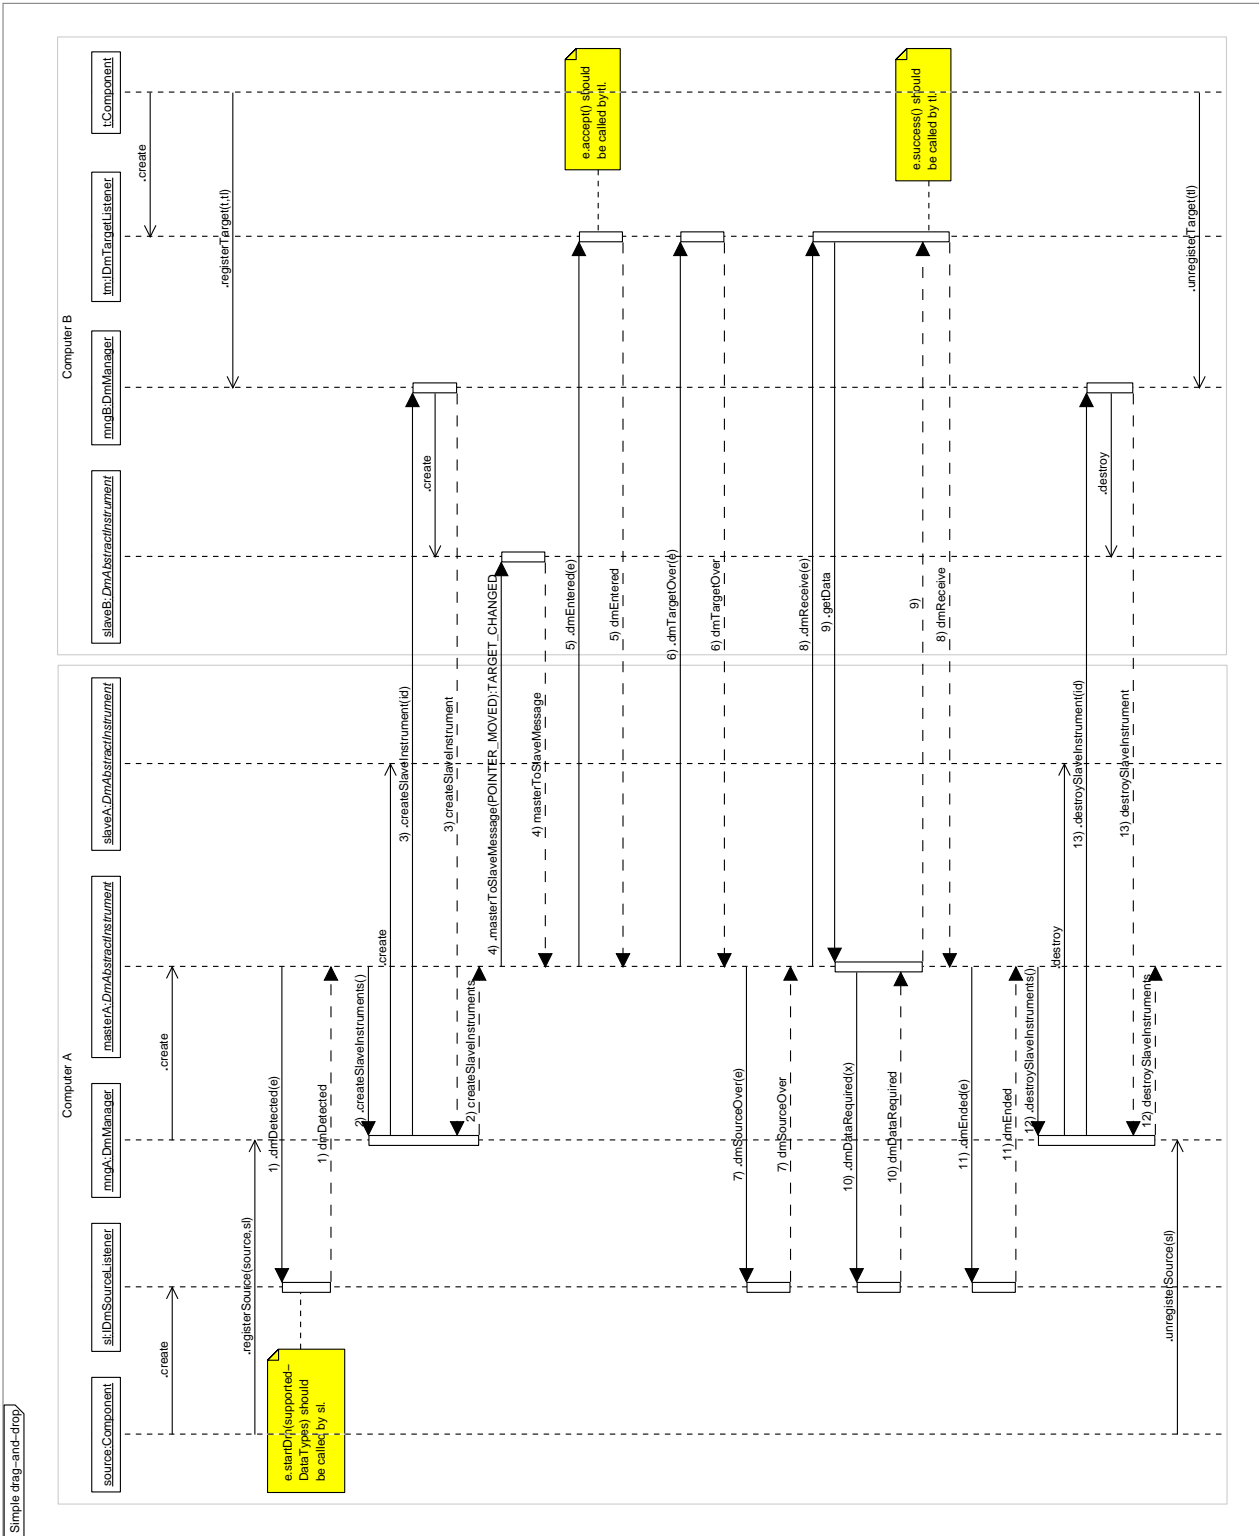 Simple drag-and-drop
Computer A
Computer B
source:Component
sl:IDmSourceListener
mngA:DmManager
masterA:DmAbstractInstrument
slaveA:DmAbstractInstrument
slaveB:DmAbstractInstrument
mngB:DmManager
tm:IDmTargetListener
t:Component
.create
.create
.create
.registerTarget(t,tl)
.registerSource(source,sl)
1) .dmDetected(e)
e.startDm(supported-
DataTypes) should
be called by sl.
1) dmDetected
2) .createSlaveInstruments()
.create
3) .createSlaveInstrument(id)
.create
3) createSlaveInstrument
2) createSlaveInstruments
4) .masterToSlaveMessage(POINTER_MOVED):TARGET_CHANGED
4) masterToSlaveMessage
5) .dmEntered(e)
e.accept() should
be called by tl.
5) dmEntered
6) .dmTargetOver(e)
6) dmTargetOver
7) .dmSourceOver(e)
7) dmSourceOver
8) .dmReceive(e)
9) .getData
10) .dmDataRequired(x)
10) dmDataRequired
9)
e.success() should
be called by tl.
8) dmReceive
11) .dmEnded(e)
11) dmEnded
12) .destroySlaveInstruments()
.destroy
13) .destroySlaveInstrument(id)
.destroy
13) destroySlaveInstrument
12) destroySlaveInstruments
.unregisterSource(sl)
.unregisterTarget(tl)